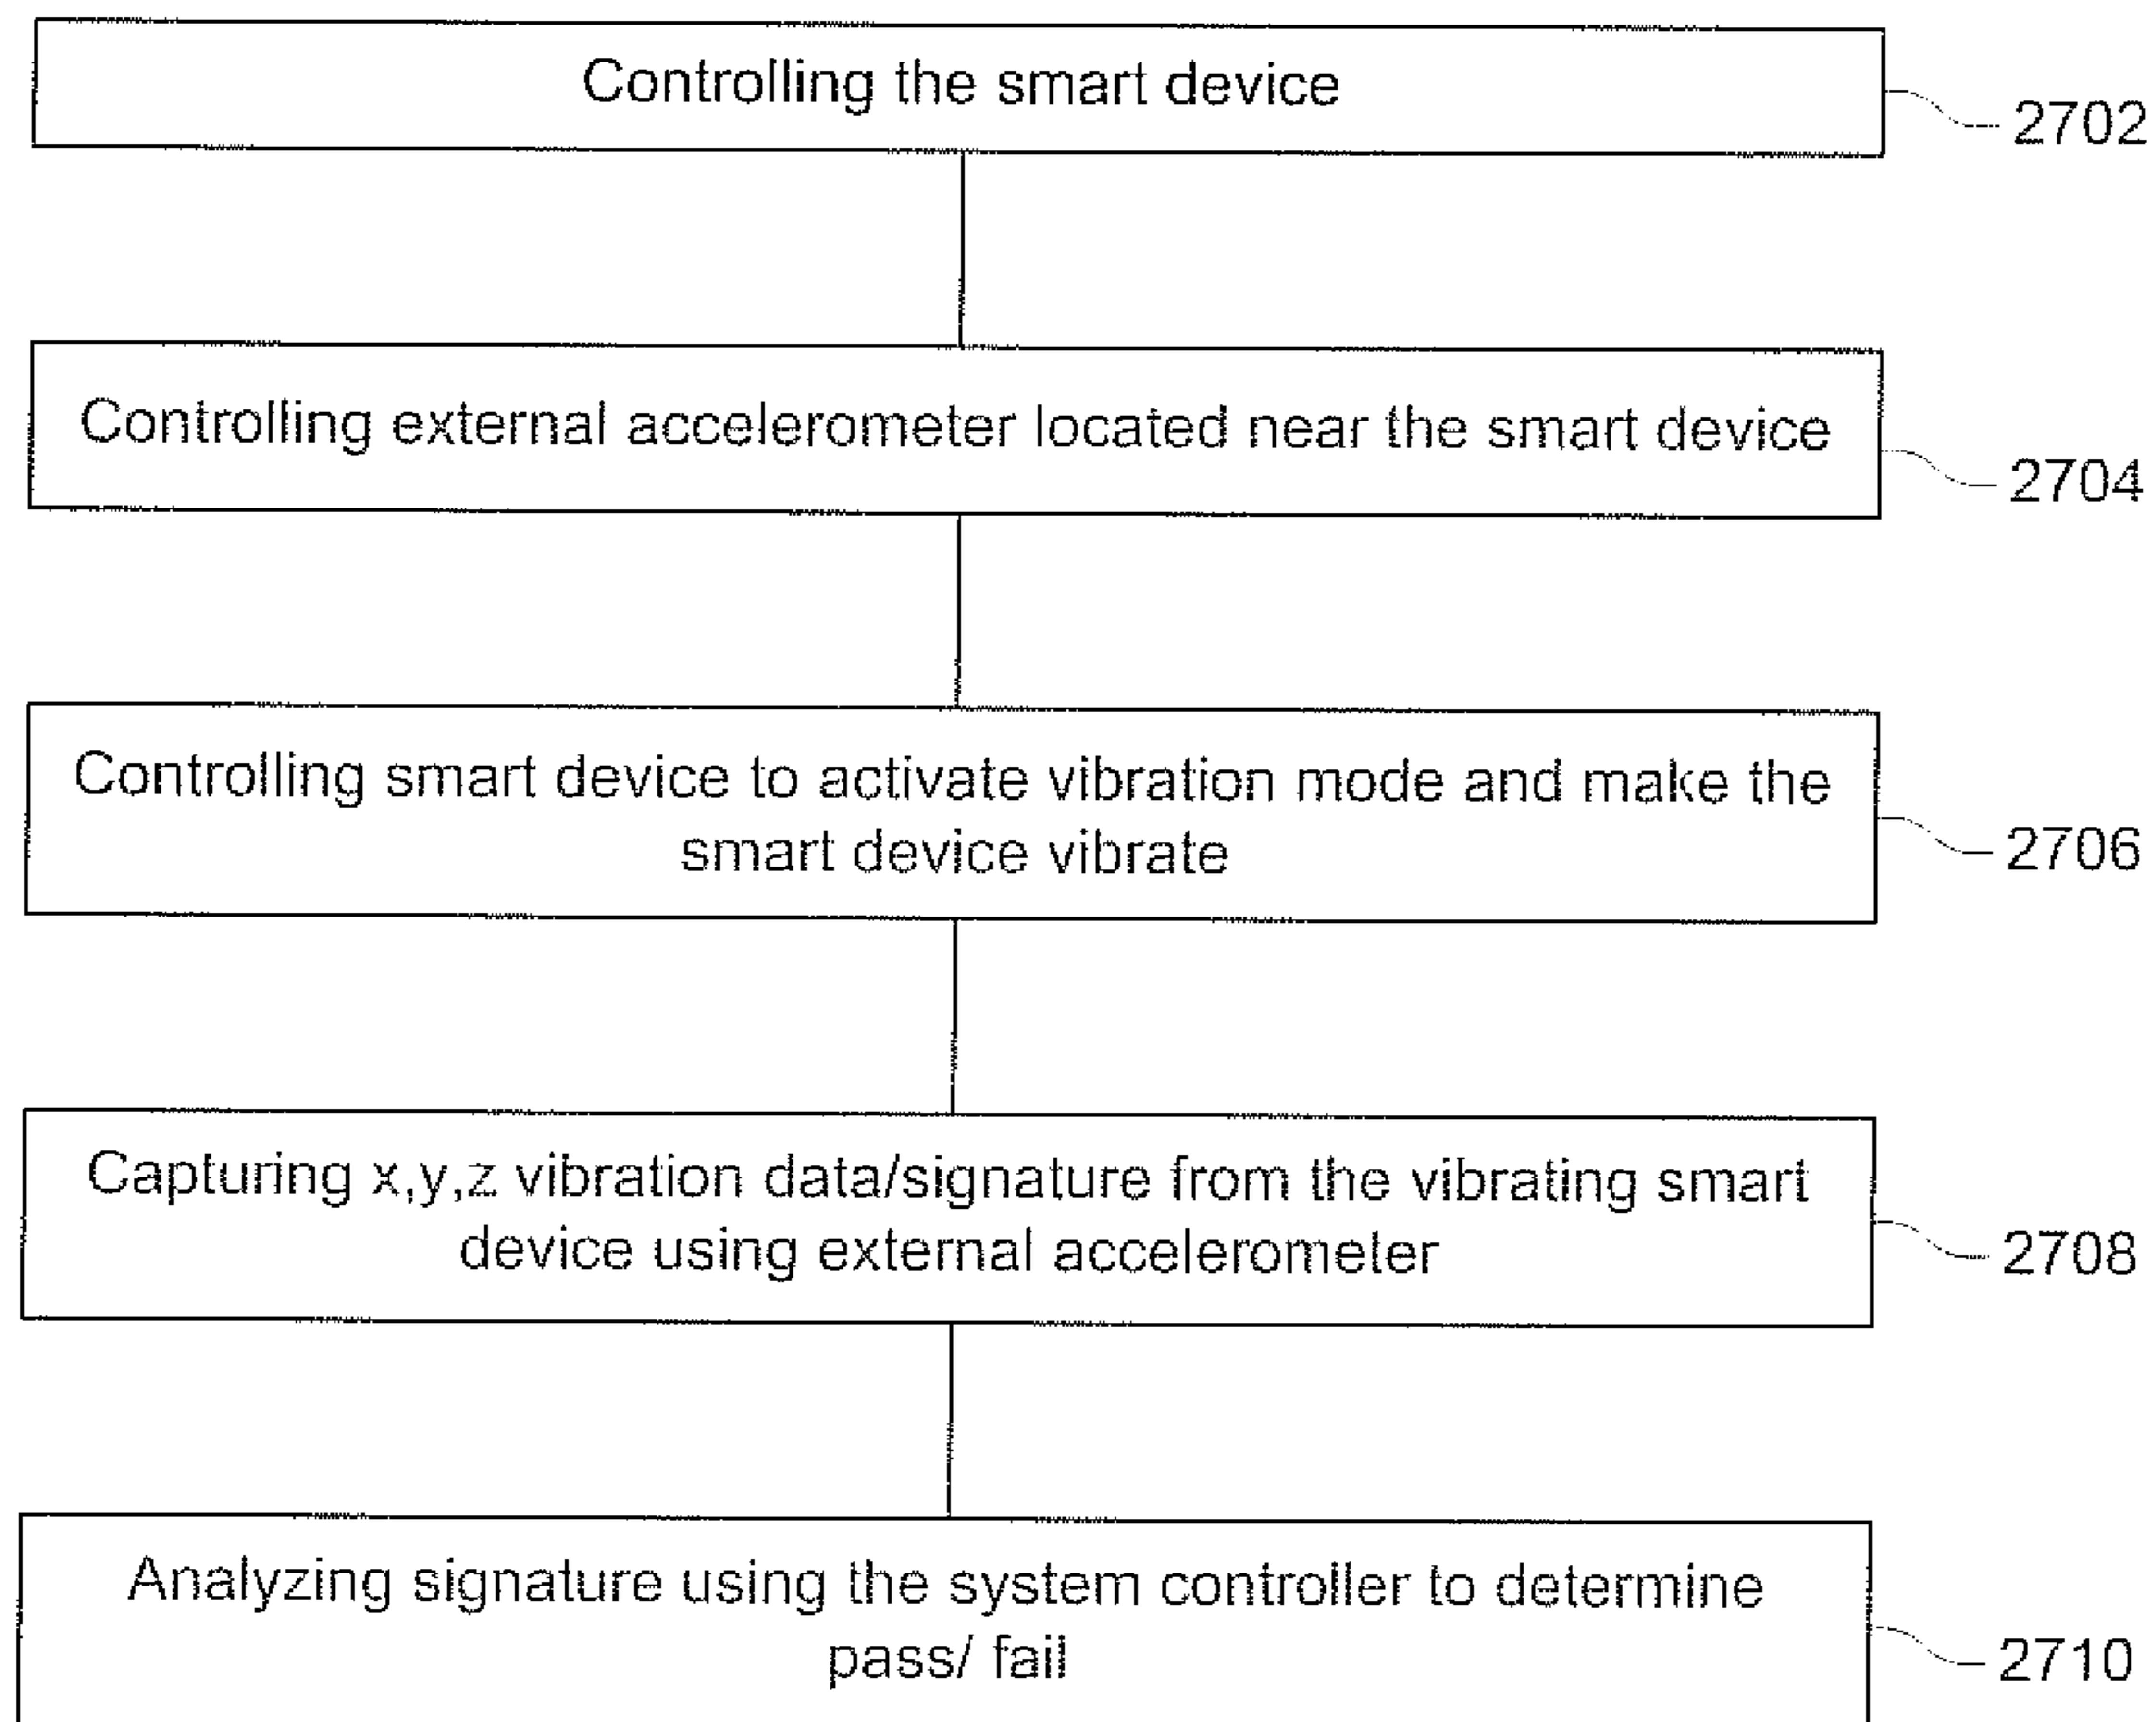 Controlling the smart device
2702
Controlling external accelerometer located near the smart device
2704
Controlling smart device to activate vibration mode and make the
smart device vibrate
2706
Capturing x,y,z vibration data/signature from the vibrating smart
device using external accelerometer
2708
Analyzing signature using the system controller to determine
pass/ fail
2710